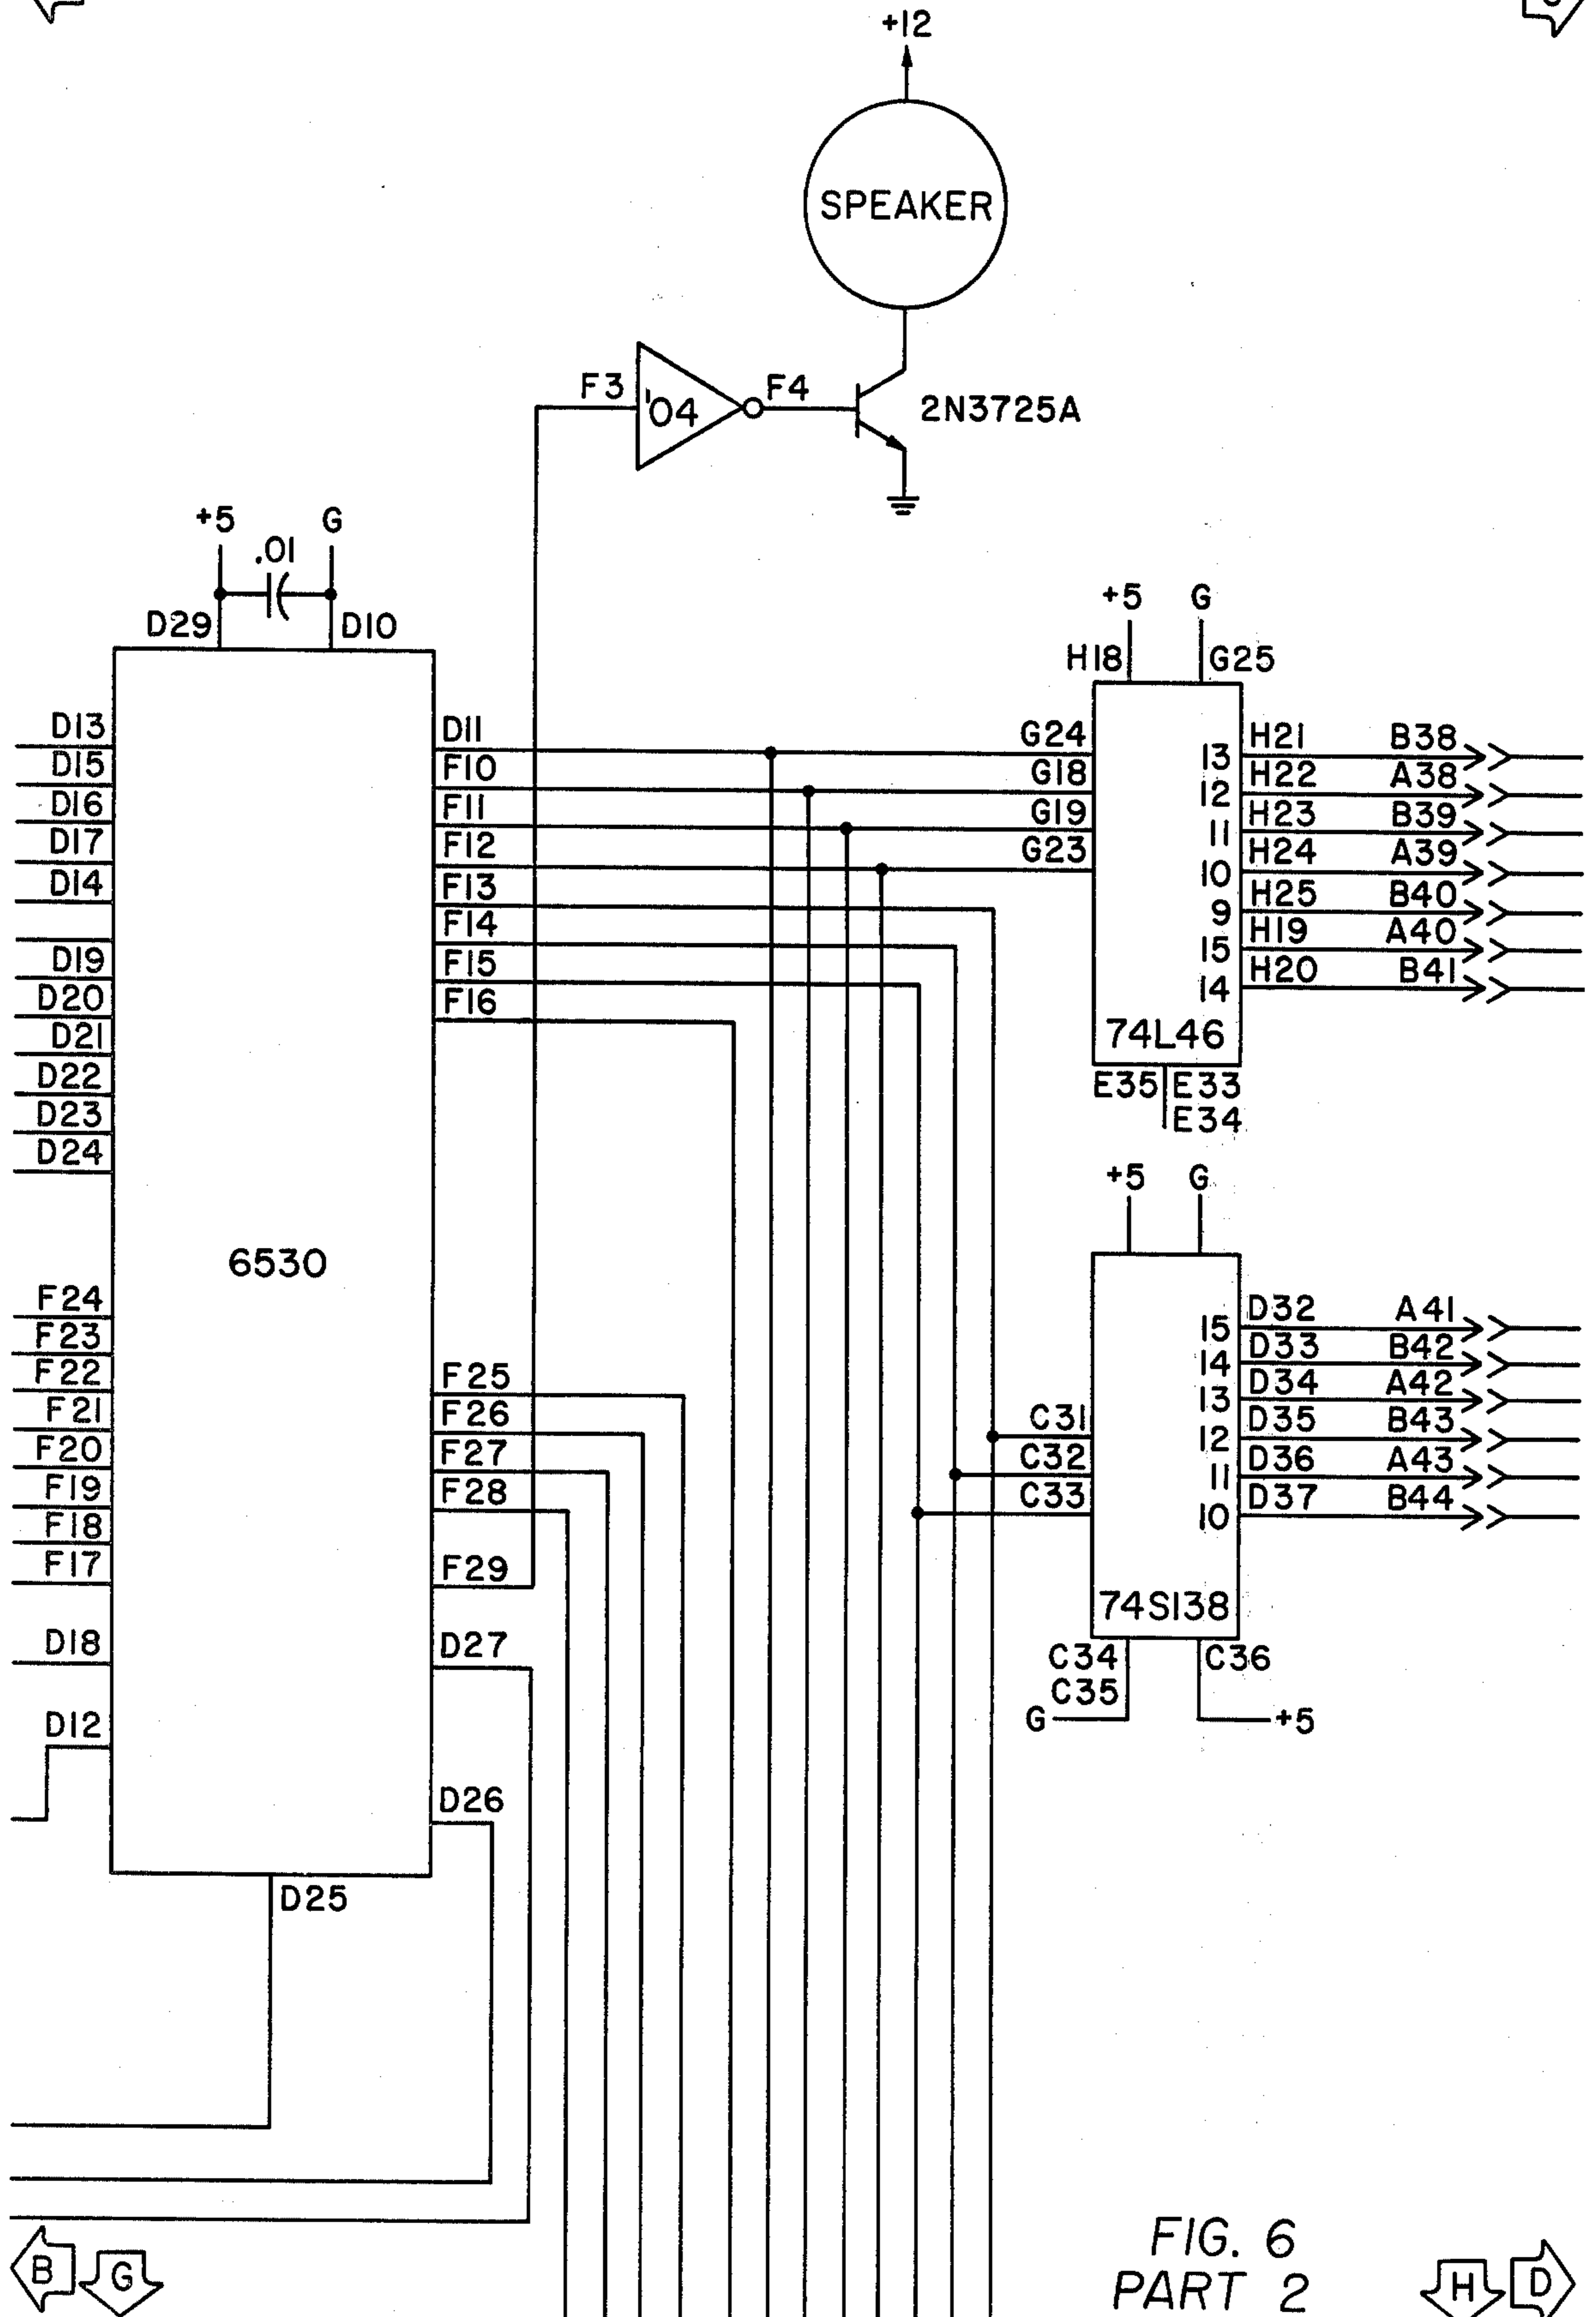 +12
SPEAKER
F3
'04
F4
2N3725A
+5
G
.01
D29
D10
+5
G
H18
G25
D13
D15
D16
D17
D14
D19
D20
D21
D22
D23
D24
D11
F10
F11
F12
F13
F14
F15
F16
G24
G18
G19
G23
13 H21 B38
12 H22 A38
11 H23 B39
10 H24 A39
9 H25 B40
15 H19 A40
14 H20 B41
74L46
E35
E33
E34
6530
+5
G
F24
F23
F22
F21
F20
F19
F18
F17
D18
D12
F25
F26
F27
F28
F29
D27
D26
D25
C31
C32
C33
15 D32 A41
14 D33 B42
13 D34 A42
12 D35 B43
11 D36 A43
10 D37 B44
74S138
C34
C35
G
C36
+5
FIG. 6
PART 2
B
G
H
D